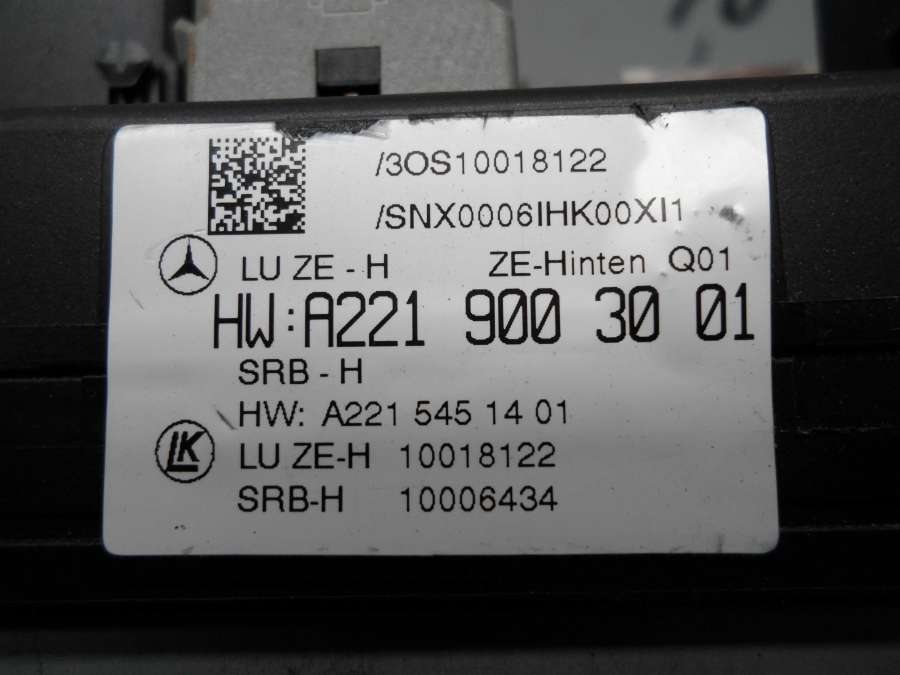 /3OS10018122
/SNX0006IHK00XI1
LU ZE - H ZE-Hinten Q01
HW:A221 900 30 01
SRB - H
HW: A221 545 14 01
LK
LU ZE-H 10018122
SRB-H 10006434